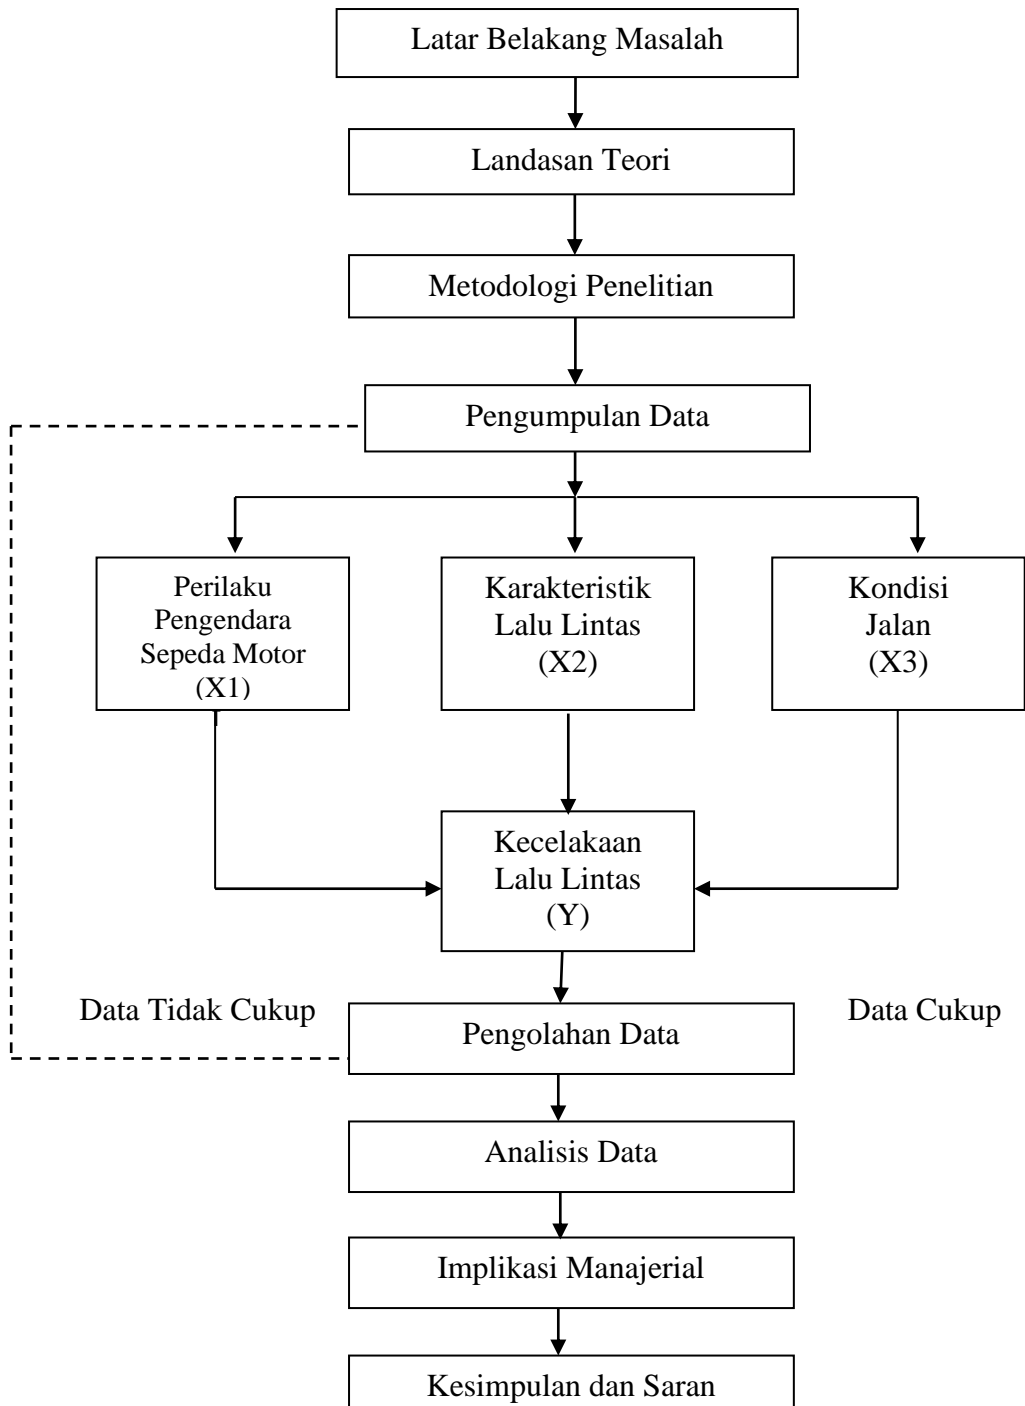 Latar Belakang Masalah
Landasan Teori
Metodologi Penelitian
Pengumpulan Data
Perilaku
Pengendara
Sepeda Motor
(X1)
Karakteristik
Lalu Lintas
(X2)
Kondisi
Jalan
(X3)
Kecelakaan
Lalu Lintas
(Y)
Data Tidak Cukup
Data Cukup
Pengolahan Data
Analisis Data
Implikasi Manajerial
Kesimpulan dan Saran